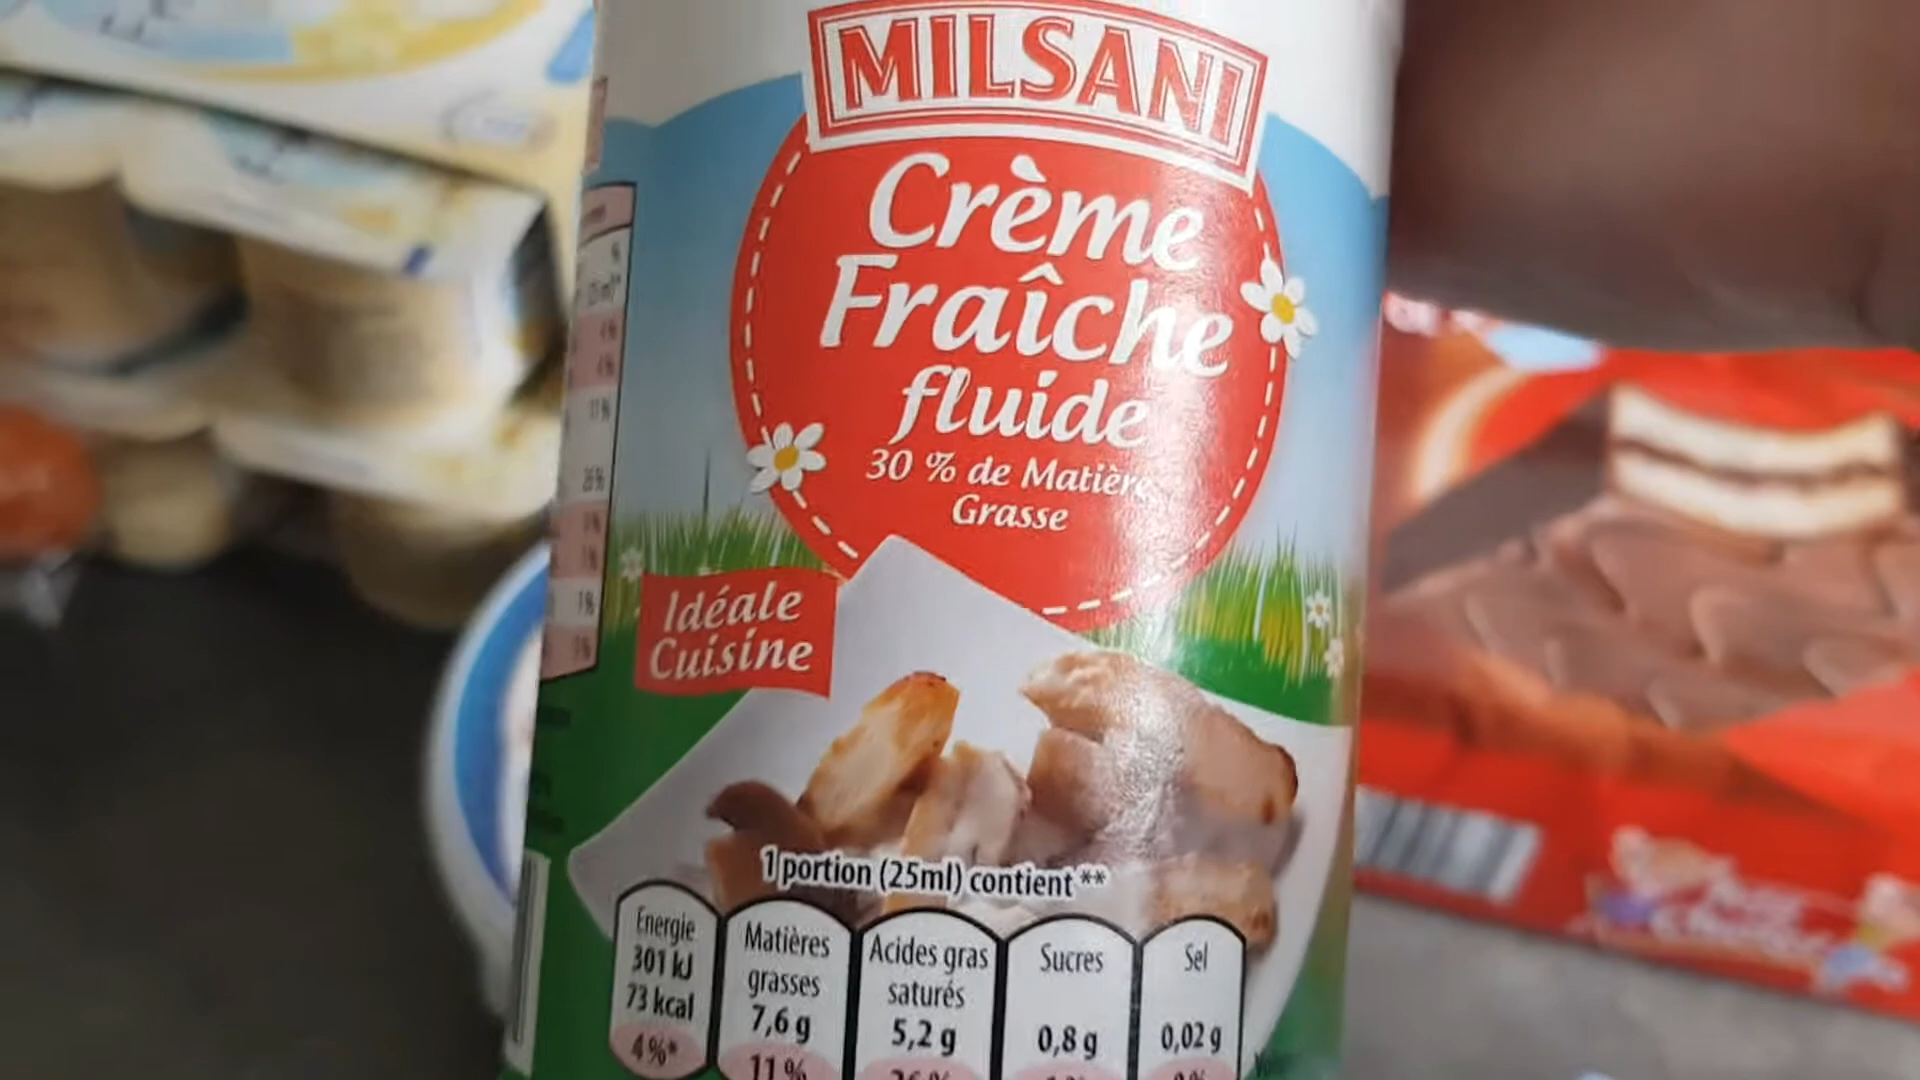 MILSANI
Crème
Fraîche
fluide
30 % de Matière
Grasse
Idéale
Cuisine
1 portion (25ml) contient **
Energie
301 kJ
73 kcal
4%*
Matières
grasses
7,6 g
11%
Acides gras
saturés
5,2 g
26%
Sucres
0,8 g
Sel
0,02 g